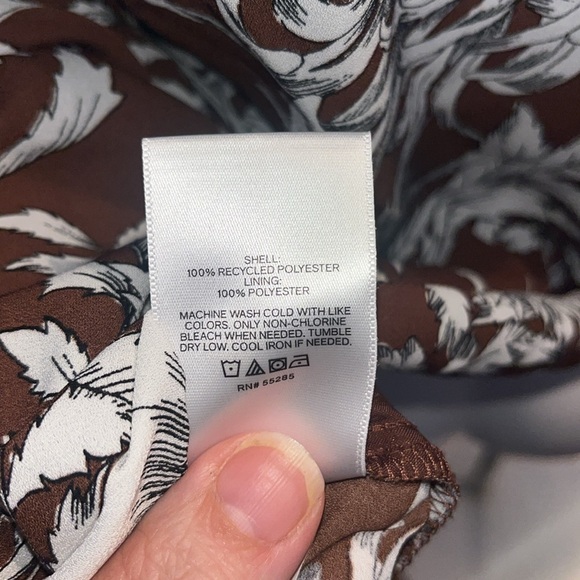 SHELL:
100% RECYCLED POLYESTER
LINING:
100% POLYESTER
MACHINE WASH COLD WITH LIKE
COLORS. ONLY NON-CHLORINE
BLEACH WHEN NEEDED. TUMBLE
DRY LOW. COOL IRON IF NEEDED.
RN# 55285